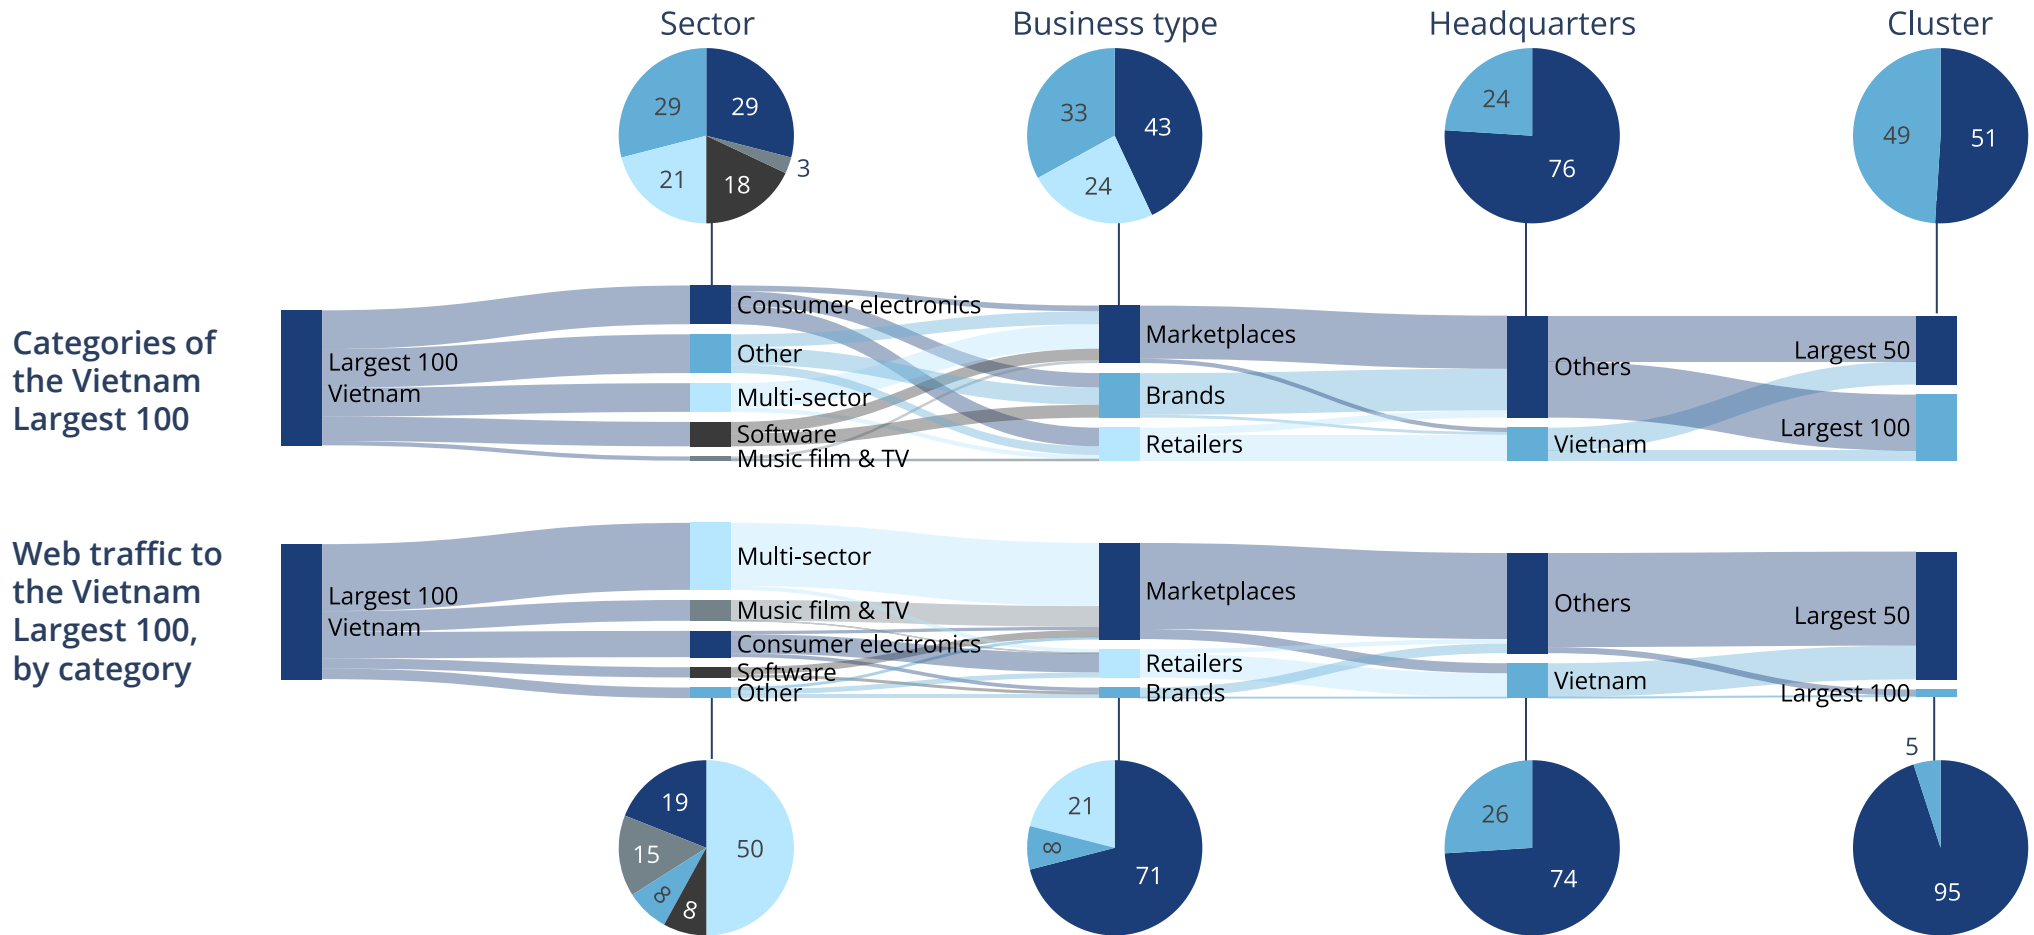 Sector
Business type
Headquarters
Cluster
29
29
3
18
21
33
43
24
24
76
49
51
Categories of
the Vietnam
Largest 100
Largest 100
Vietnam
Consumer electronics
Other
Multi-sector
Software
Music film & TV
Marketplaces
Brands
Retailers
Others
Vietnam
Largest 50
Largest 100
Web traffic to
the Vietnam
Largest 100,
by category
Largest 100
Vietnam
Multi-sector
Music film & TV
Consumer electronics
Software
Other
Marketplaces
Retailers
Brands
Others
Vietnam
Largest 50
Largest 100
19
15
8
8
50
21
8
71
26
74
5
95